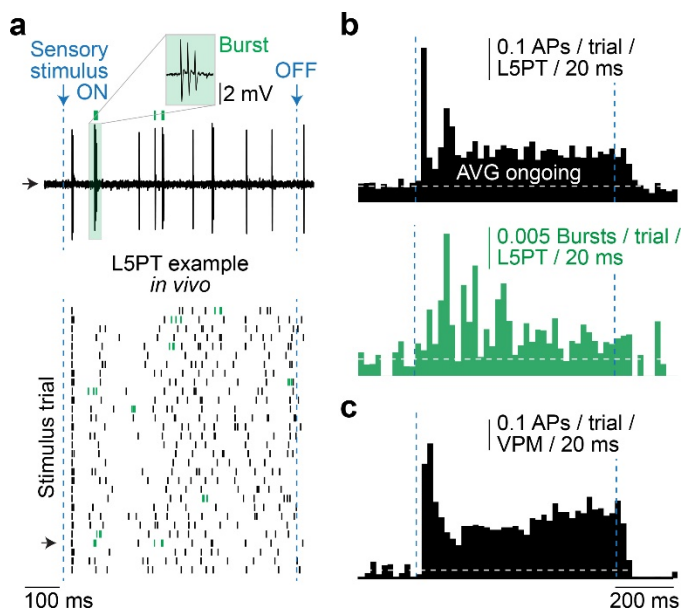 a
Sensory
stimulus
ON
Burst
2 mV
OFF
L5PT example
in vivo
Stimulus trial
100 ms
b
0.1 APs / trial /
L5PT / 20 ms
AVG ongoing
0.005 Bursts / trial /
L5PT / 20 ms
c
0.1 APs / trial /
VPM / 20 ms
200 ms